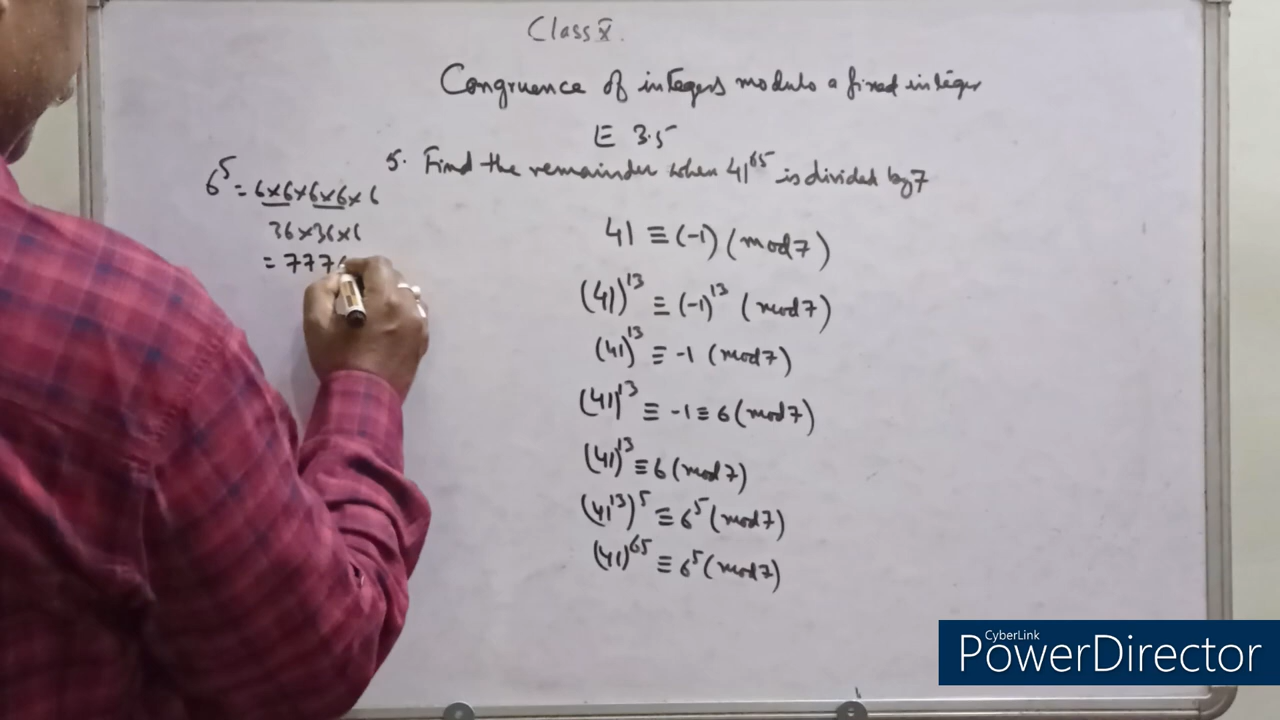 Class X.
Congruence of integers modulo a fixed integer
E 3.5
5. Find the remainder when 41^65 is divided by 7
6^5 = 6×6×6×6×6
36×36×6
= 777
41 ≡ (-1) (mod 7)
(41)^13 ≡ (-1)^13 (mod 7)
(41)^13 ≡ -1 (mod 7)
(41)^13 ≡ -1 ≡ 6 (mod 7)
(41)^13 ≡ 6 (mod 7)
(41^13)^5 ≡ 6^5 (mod 7)
(41)^65 ≡ 6^5 (mod 7)
CyberLink
PowerDirector